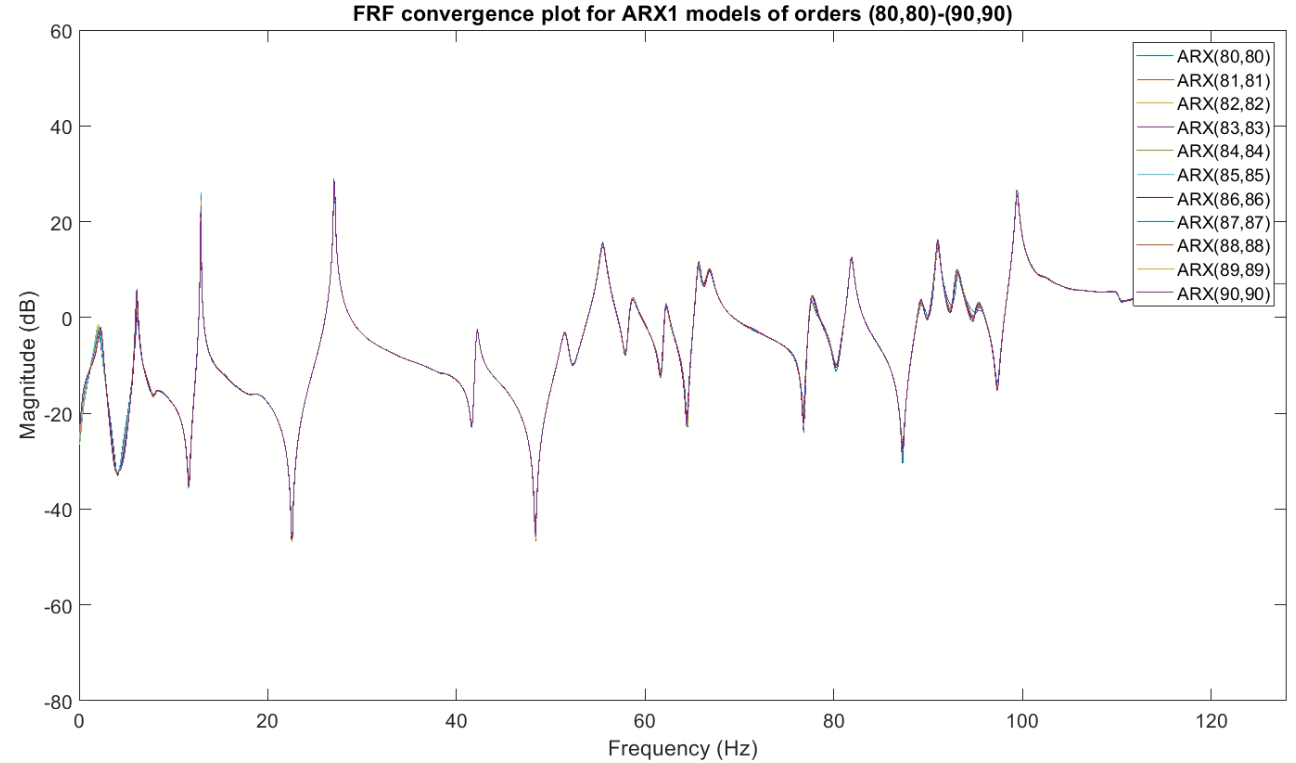 FRF convergence plot for ARX1 models of orders (80,80)-(90,90)
60
40
20
0
-20
-40
-60
-80
Magnitude (dB)
ARX(80,80)
ARX(81,81)
ARX(82,82)
ARX(83,83)
ARX(84,84)
ARX(85,85)
ARX(86,86)
ARX(87,87)
ARX(88,88)
ARX(89,89)
ARX(90,90)
0 20 40 60 80 100 120
Frequency (Hz)